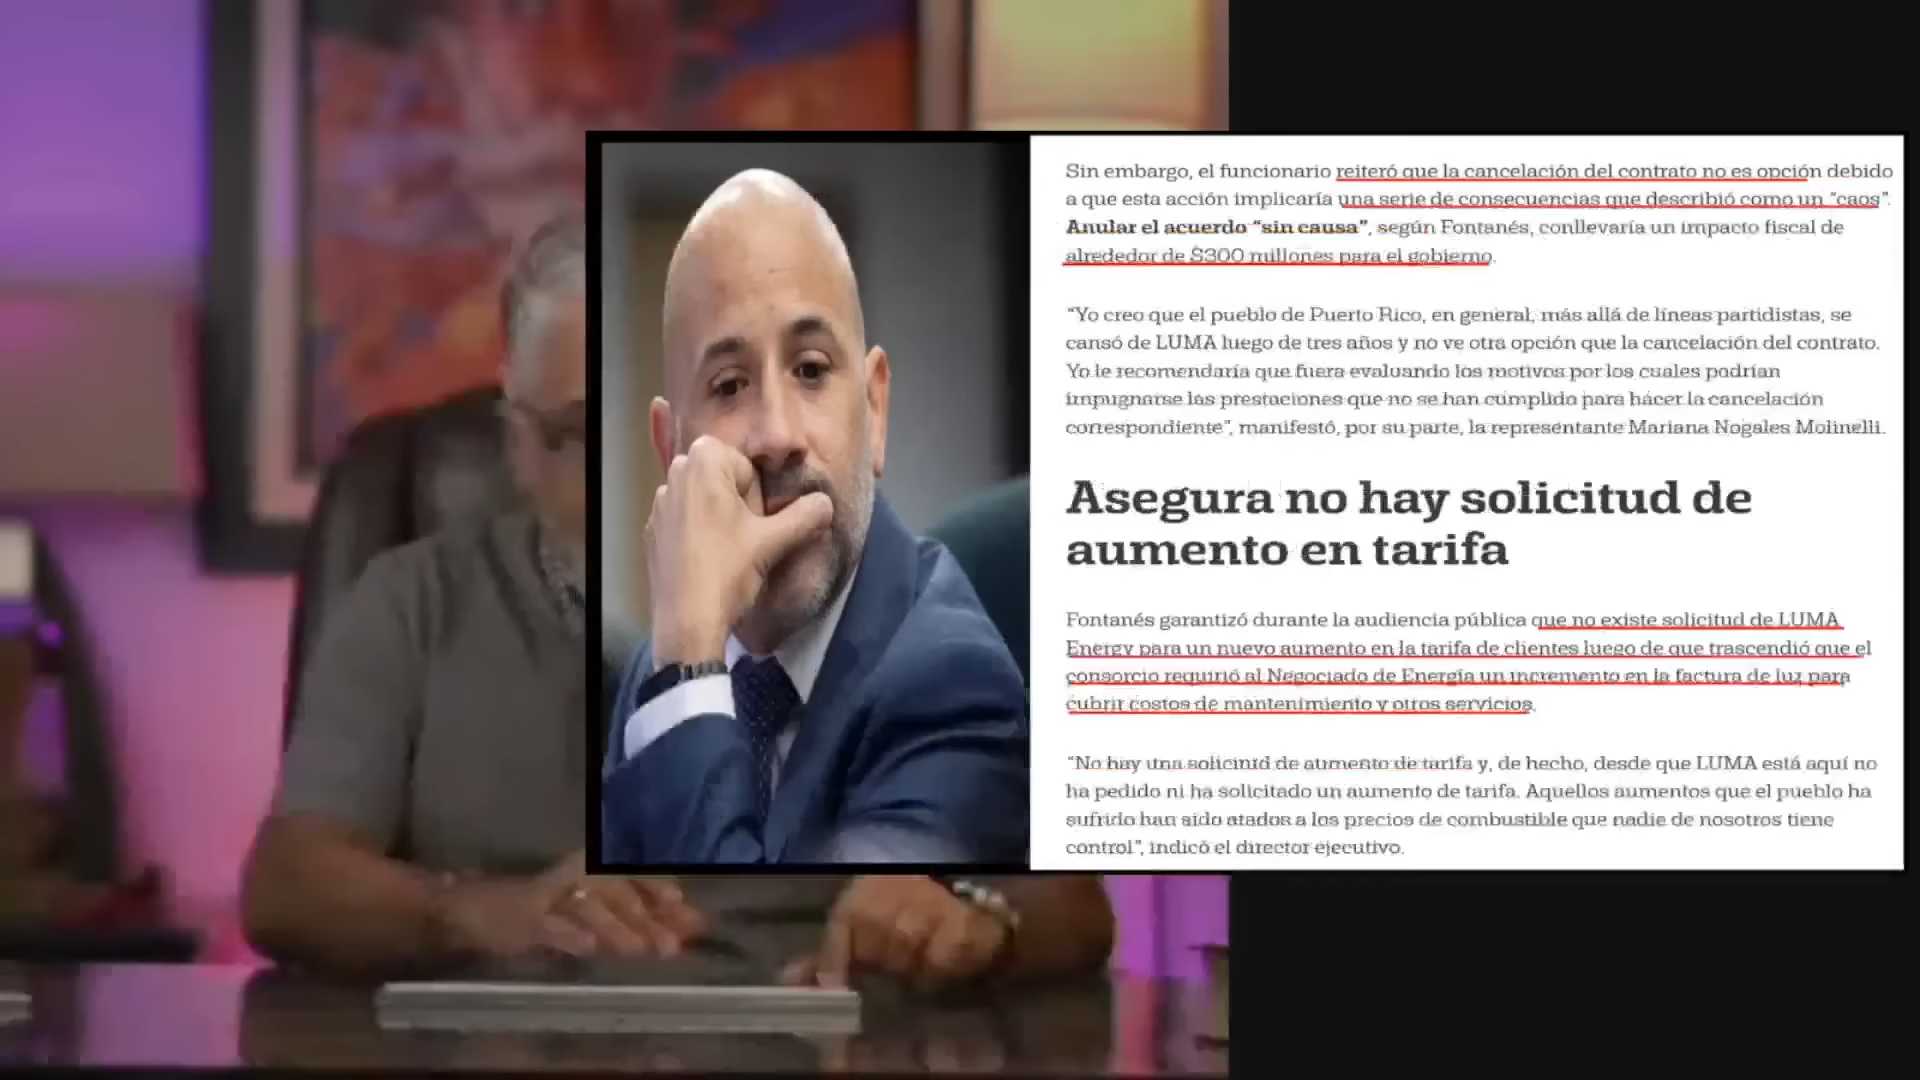 Sin embargo, el funcionario reiteró que la cancelación del contrato no es opción debido
a que esta acción implicaría una serie de consecuencias que describió como un “caos”.
Anular el acuerdo “sin causa”, según Fontanés, conllevaría un impacto fiscal de
alrededor de $300 millones para el gobierno.
“Yo creo que el pueblo de Puerto Rico, en general, más allá de líneas partidistas, se
cansó de LUMA luego de tres años y no ve otra opción que la cancelación del contrato.
Yo le recomendaría que fuera evaluando los motivos por los cuales podrían
impugnarse las prestaciones que no se han cumplido para hacer la cancelación
correspondiente”, manifestó, por su parte, la representante Mariana Nogales Molinelli.
Asegura no hay solicitud de
aumento en tarifa
Fontanés garantizó durante la audiencia pública que no existe solicitud de LUMA
Energy para un nuevo aumento en la tarifa de clientes luego de que trascendió que el
consorcio requirió al Negociado de Energía un incremento en la factura de luz para
cubrir costos de mantenimiento y otros servicios.
“No hay una solicitud de aumento de tarifa y, de hecho, desde que LUMA está aquí no
ha pedido ni ha solicitado un aumento de tarifa. Aquellos aumentos que el pueblo ha
sufrido han sido atados a los precios de combustible que nadie de nosotros tiene
control”, indicó el director ejecutivo.